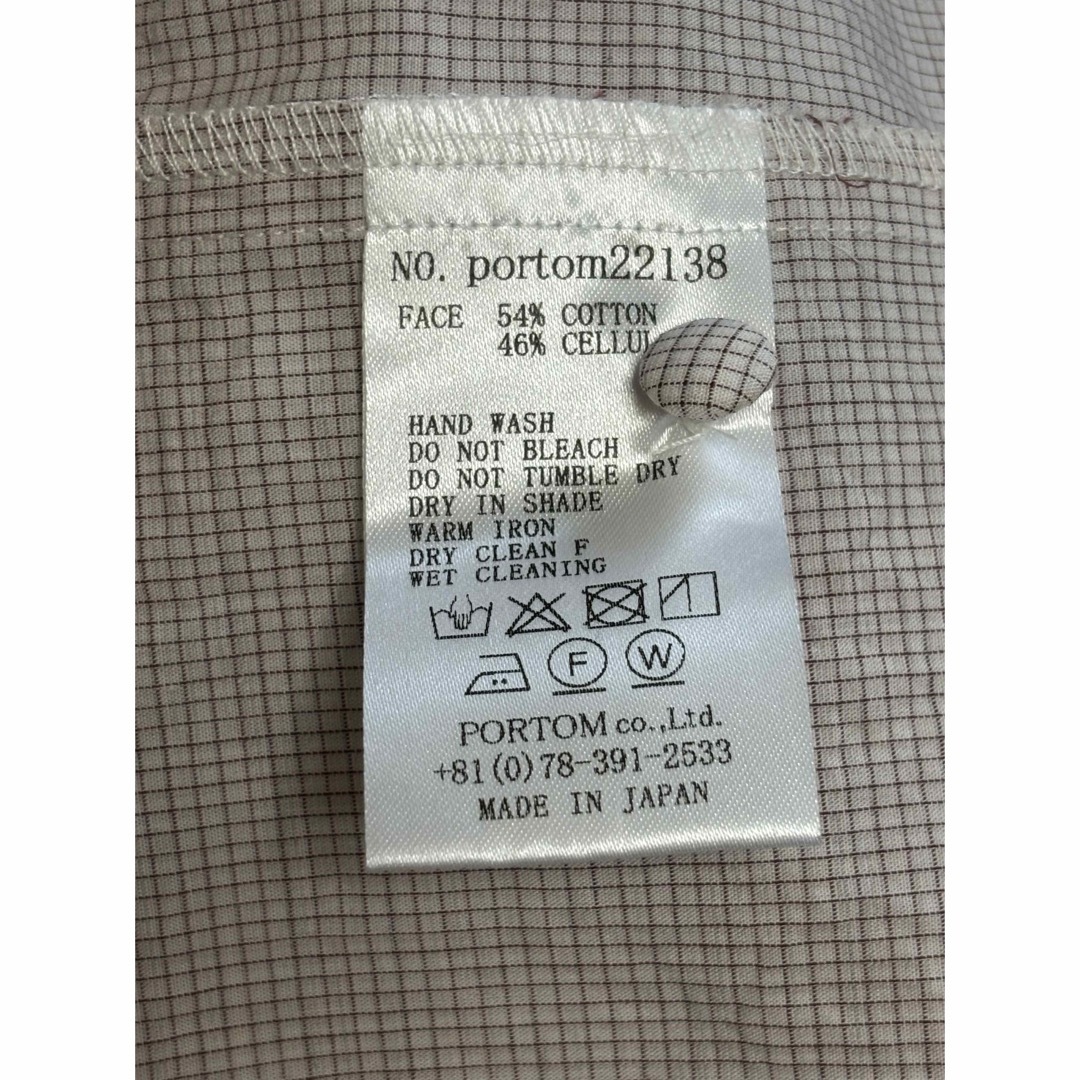 NO. portom22138
FACE 54% COTTON
46%
HAND WASH
DO NOT BLEACH
DO NOT TUMBLE DRY
DRY IN SHADE
WARM IRON
DRY CLEAN F
WET CLEANING
F W
PORTOM co.,Ltd.
+81(0)78-391-2533
MADE IN JAPAN